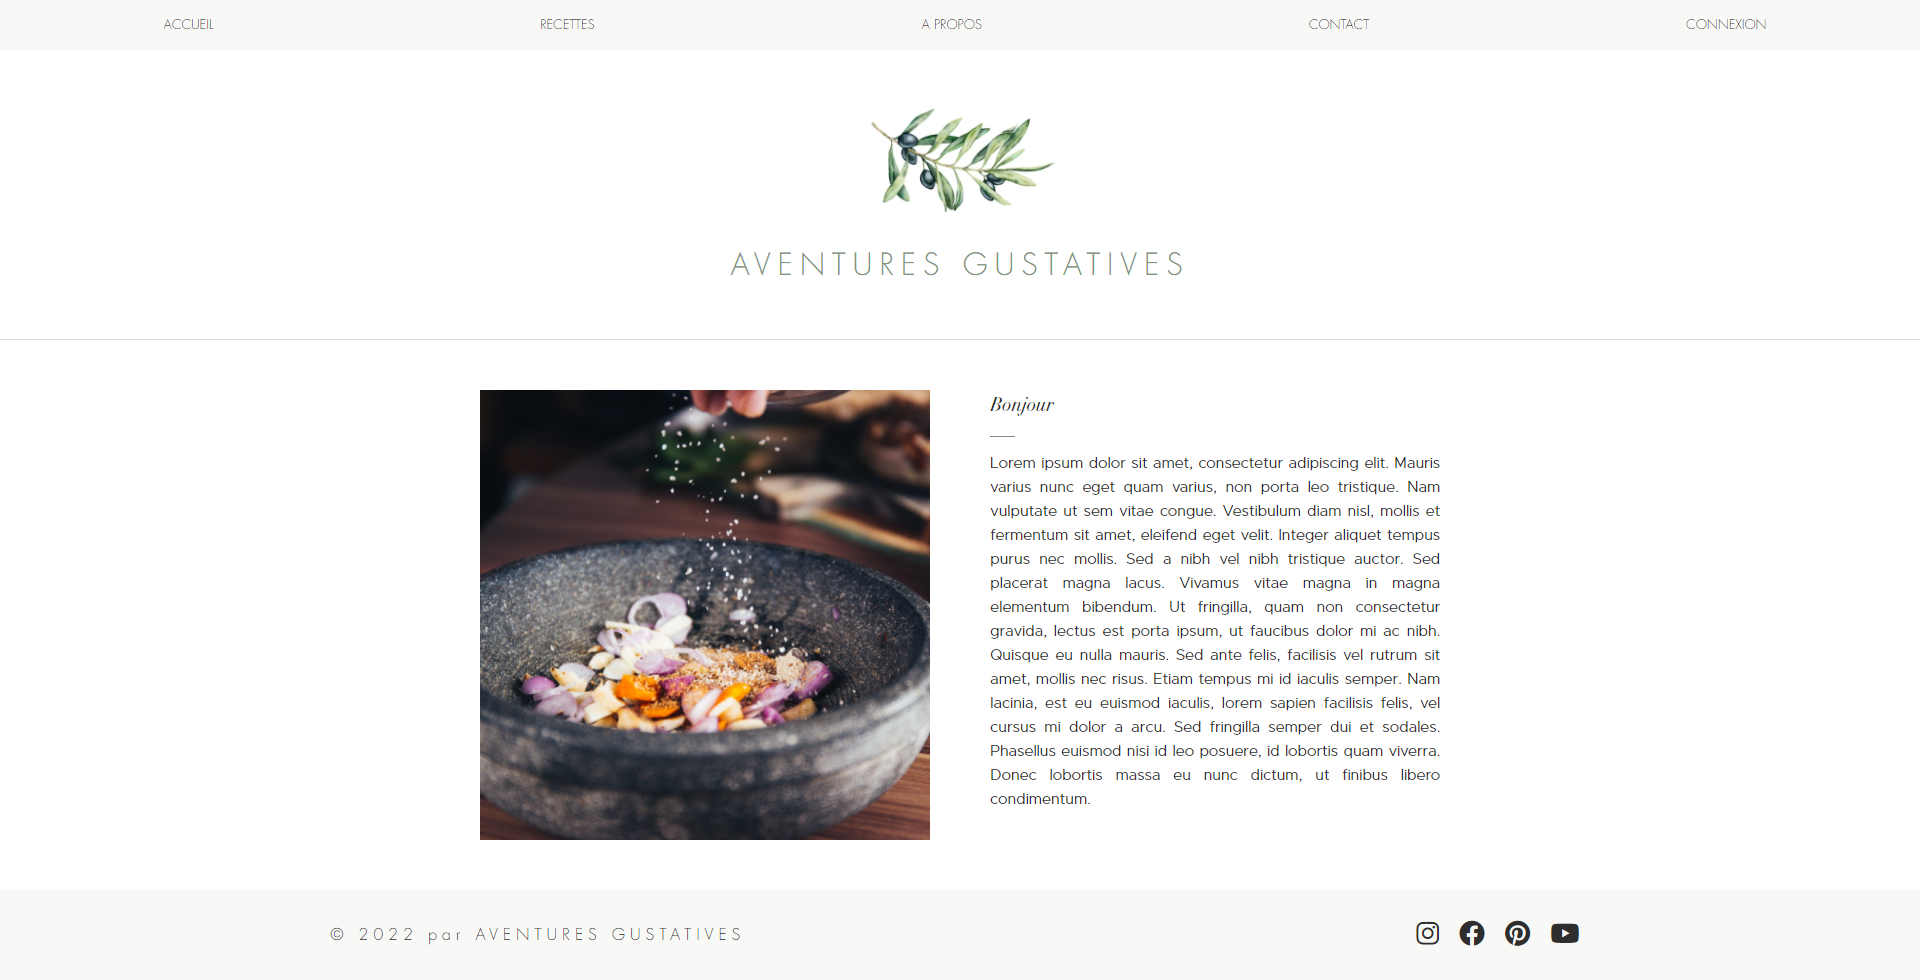 ACCUEIL
RECETTES
A PROPOS
CONTACT
CONNEXION
AVENTURES GUSTATIVES
Bonjour
Lorem ipsum dolor sit amet, consectetur adipiscing elit. Mauris
varius nunc eget quam varius, non porta leo tristique. Nam
vulputate ut sem vitae congue. Vestibulum diam nisl, mollis et
fermentum sit amet, eleifend eget velit. Integer aliquet tempus
purus nec mollis. Sed a nibh vel nibh tristique auctor. Sed
placerat magna lacus. Vivamus vitae magna in magna
elementum bibendum. Ut fringilla, quam non consectetur
gravida, lectus est porta ipsum, ut faucibus dolor mi ac nibh.
Quisque eu nulla mauris. Sed ante felis, facilisis vel rutrum sit
amet, mollis nec risus. Etiam tempus mi id iaculis semper. Nam
lacinia, est eu euismod iaculis, lorem sapien facilisis felis, vel
cursus mi dolor a arcu. Sed fringilla semper dui et sodales.
Phasellus euismod nisi id leo posuere, id lobortis quam viverra.
Donec lobortis massa eu nunc dictum, ut finibus libero
condimentum.
© 2022 par AVENTURES GUSTATIVES